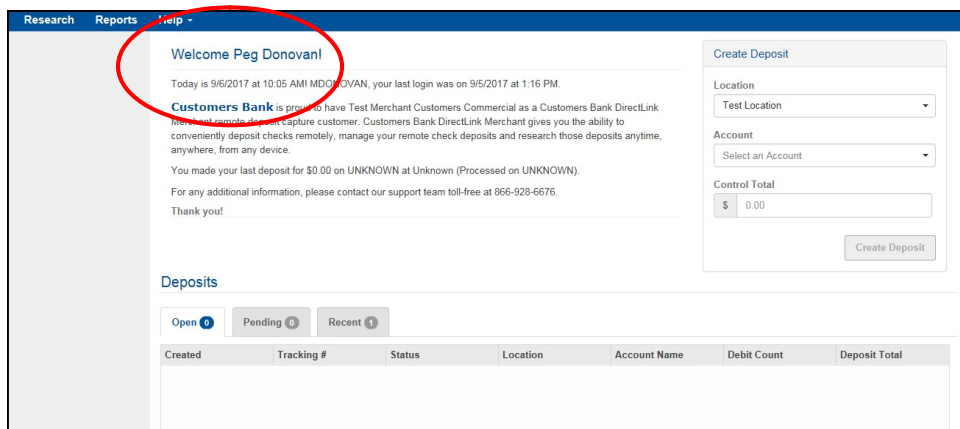 Research Reports Help
Welcome Peg Donovan!
Today is 9/6/2017 at 10:05 AM! MDONOVAN, your last login was on 9/5/2017 at 1:16 PM.
Customers Bank is proud to have Test Merchant Customers Commercial as a Customers Bank DirectLink
Merchant remote deposit capture customer. Customers Bank DirectLink Merchant gives you the ability to
conveniently deposit checks remotely, manage your remote check deposits and research those deposits anytime,
anywhere, from any device.
You made your last deposit for $0.00 on UNKNOWN at Unknown (Processed on UNKNOWN).
For any additional information, please contact our support team toll-free at 866-928-6676.
Thank you!
Create Deposit
Location
Test Location
Account
Select an Account
Control Total
$ 0.00
Create Deposit
Deposits
Open 0 Pending 0 Recent 1
Created Tracking # Status Location Account Name Debit Count Deposit Total